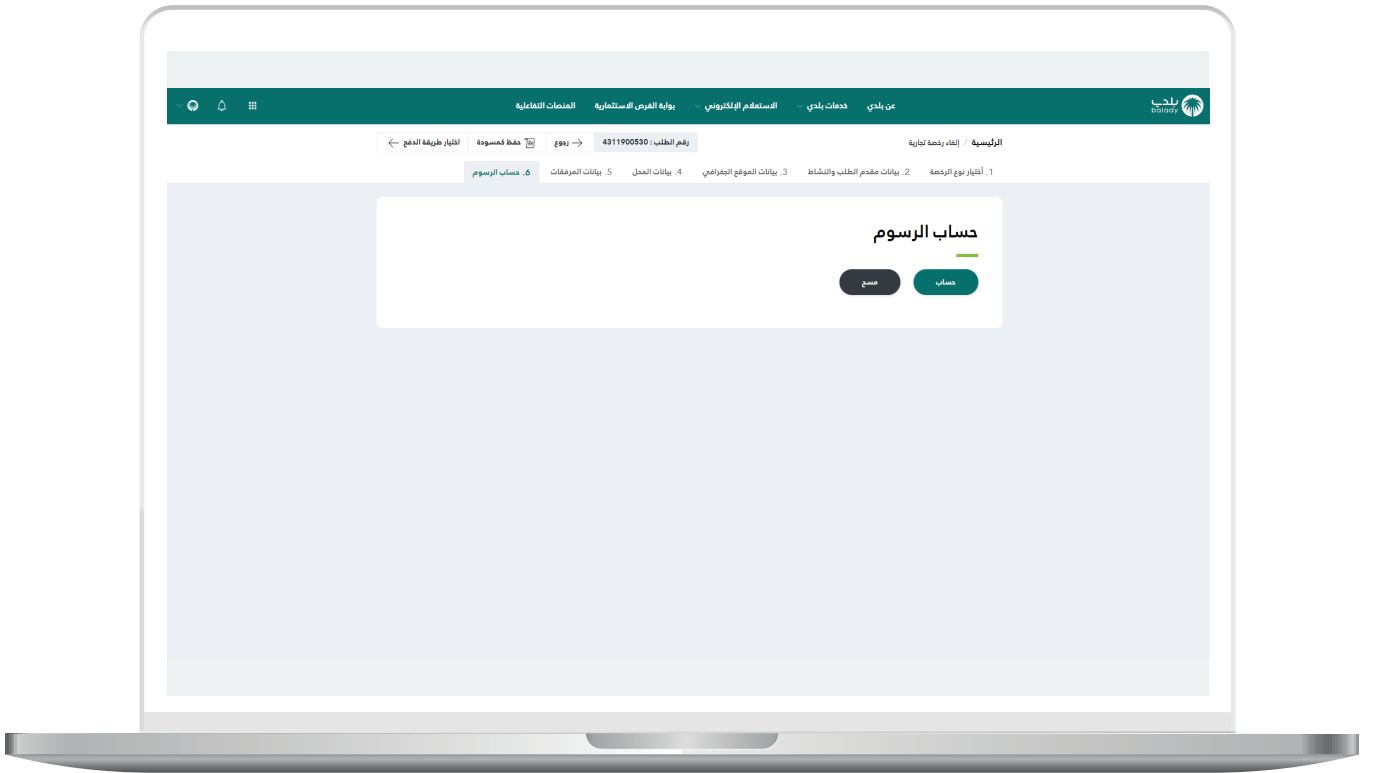 بلدي
balady
عن بلدي خدمات بلدي الاستعلام الإلكتروني بوابة الفرص الاستثمارية المنصات التفاعلية
الرئيسية / إلغاء رخصة تجارية
رقم الطلب : 4311900530 رجوع حفظ كمسودة اختيار طريقة الدفع
1. أختيار نوع الرخصة 2. بيانات مقدم الطلب والنشاط 3. بيانات الموقع الجغرافي 4. بيانات المحل 5. بيانات المرفقات 6. حساب الرسوم
حساب الرسوم
حساب مسح